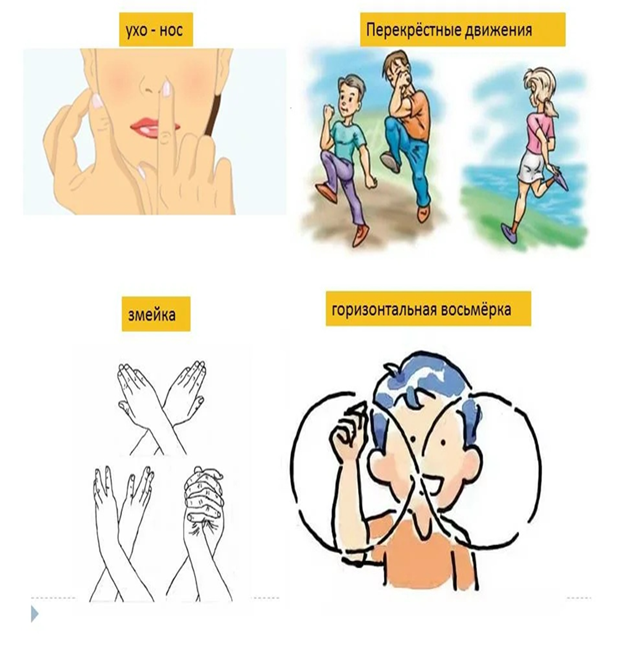 ухо - нос
Перекрёстные движения
змейка
горизонтальная восьмёрка